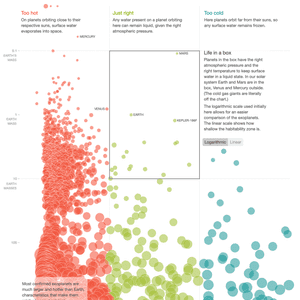 Too hot
On planets orbiting close to their
respective suns, surface water
evaporates into space.
Just right
Any water present on a planet orbiting
here can remain liquid, given the right
atmospheric pressure.
Too cold
Here planets orbit far from their suns, so
any surface water remains frozen.
MERCURY
MARS
Life in a box
Planets in the box have the right
atmospheric pressure and the
right temperature to keep surface
water in a liquid state. In our solar
system Earth and Mars are in the
box, Venus and Mercury outside.
(The cold gas giants are literally
off the chart.)
The logarithmic scale used initially
here allows for an easier
comparison of the exoplanets.
The linear scale shows how
shallow the habitability zone is.
Logarithmic Linear
VENUS
EARTH
KEPLER-186F
Most confirmed exoplanets are
much larger and hotter than Earth,
characteristics that make them